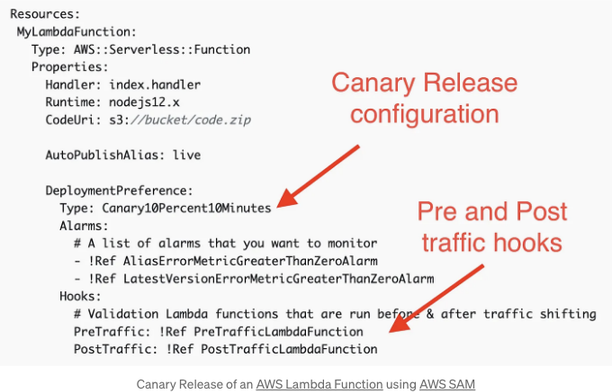 Resources:
MyLambdaFunction:
Type: AWS::Serverless::Function
Properties:
Handler: index.handler
Runtime: nodejs12.x
CodeUri: s3://bucket/code.zip
Canary Release
configuration
AutoPublishAlias: live
DeploymentPreference:
Type: Canary10Percent10Minutes
Alarms:
# A list of alarms that you want to monitor
- !Ref AliasErrorMetricGreaterThanZeroAlarm
- !Ref LatestVersionErrorMetricGreaterThanZeroAlarm
Pre and Post
traffic hooks
Hooks:
# Validation Lambda functions that are run before & after traffic shifting
PreTraffic: !Ref PreTrafficLambdaFunction
PostTraffic: !Ref PostTrafficLambdaFunction
Canary Release of an AWS Lambda Function using AWS SAM